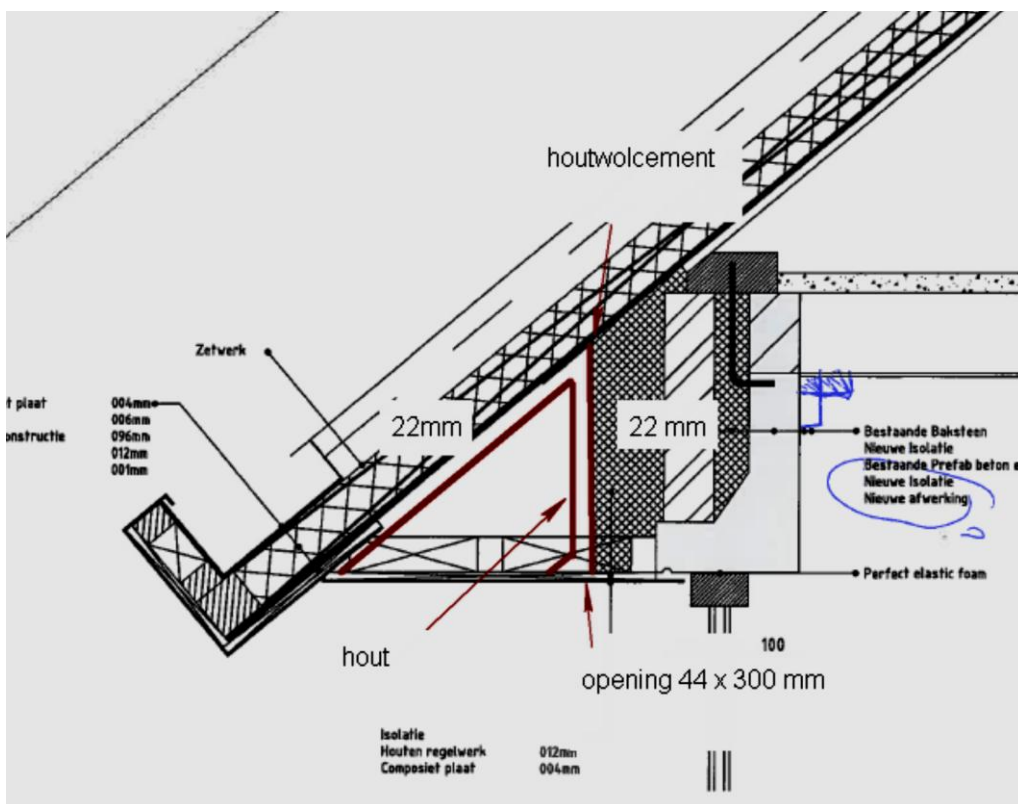 houtwolcement
Zetwerk
t plaat 004mm
006mm
onstructie 096mm
012mm
001mm
22mm
22 mm
Bestaande Baksteen
Nieuwe Isolatie
Bestaande Prefab beton e
Nieuwe Isolatie
Nieuwe afwerking
?
Perfect elastic foam
hout
100
opening 44 x 300 mm
Isolatie
Houten regelwerk 012mm
Composiet plaat 004mm